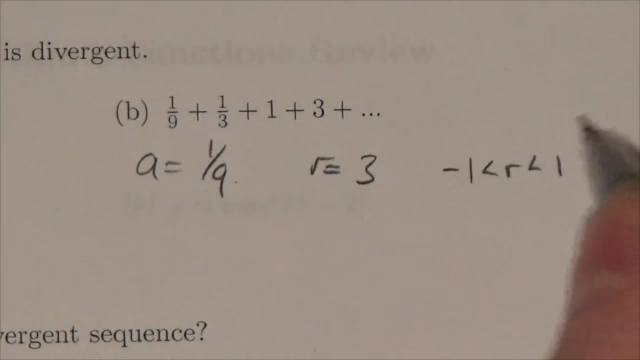 is divergent.
(b) 1/9 + 1/3 + 1 + 3 + ...
a = 1/9. r = 3 -1 < r < 1
vergent sequence?